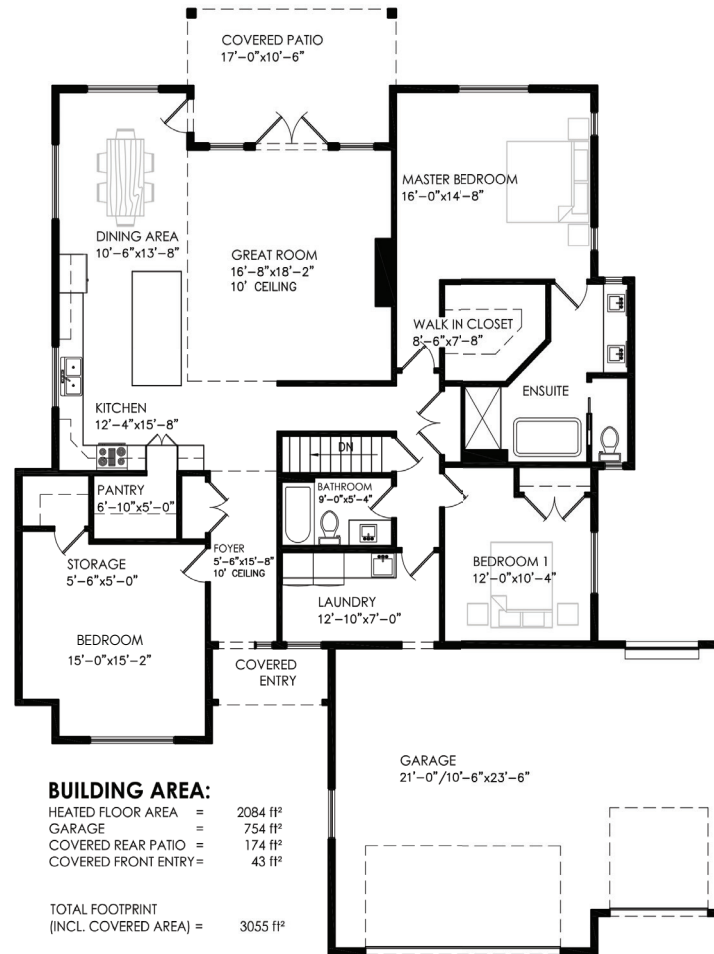 COVERED PATIO
17'-0"x10'-6"
MASTER BEDROOM
16'-0"x14'-8"
DINING AREA
10'-6"x13'-8"
GREAT ROOM
16'-8"x18'-2"
10' CEILING
WALK IN CLOSET
8'-6"x7'-8"
ENSUITE
KITCHEN
12'-4"x15'-8"
DN
PANTRY
6'-10"x5'-0"
BATHROOM
9'-0"x5'-4"
FOYER
5'-6"x15'-8"
10' CEILING
STORAGE
5'-6"x5'-0"
BEDROOM 1
12'-0"x10'-4"
LAUNDRY
12'-10"x7'-0"
BEDROOM
15'-0"x15'-2"
COVERED
ENTRY
GARAGE
21'-0"/10'-6"x23'-6"
BUILDING AREA:
HEATED FLOOR AREA = 2084 ft²
GARAGE = 754 ft²
COVERED REAR PATIO = 174 ft²
COVERED FRONT ENTRY= 43 ft²
TOTAL FOOTPRINT
(INCL. COVERED AREA) = 3055 ft²